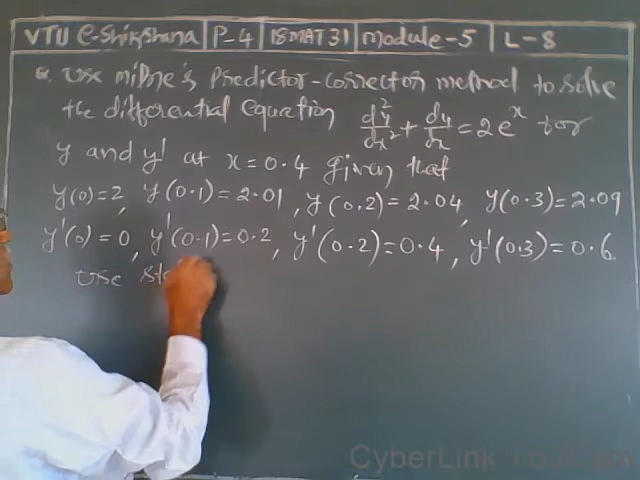 VTU e-Shikshana P-4 18MAT31 Module-5 L-8
Q. Use milne's Predictor-corrector method to solve
the differential equation d²y/dx² + dy/dx = 2e^x for
y and y' at x = 0.4 given that
y(0)=2, y(0.1)=2.01, y(0.2)=2.04, y(0.3)=2.09
y'(0)=0, y'(0.1)=0.2, y'(0.2)=0.4, y'(0.3)=0.6
use
CyberLink